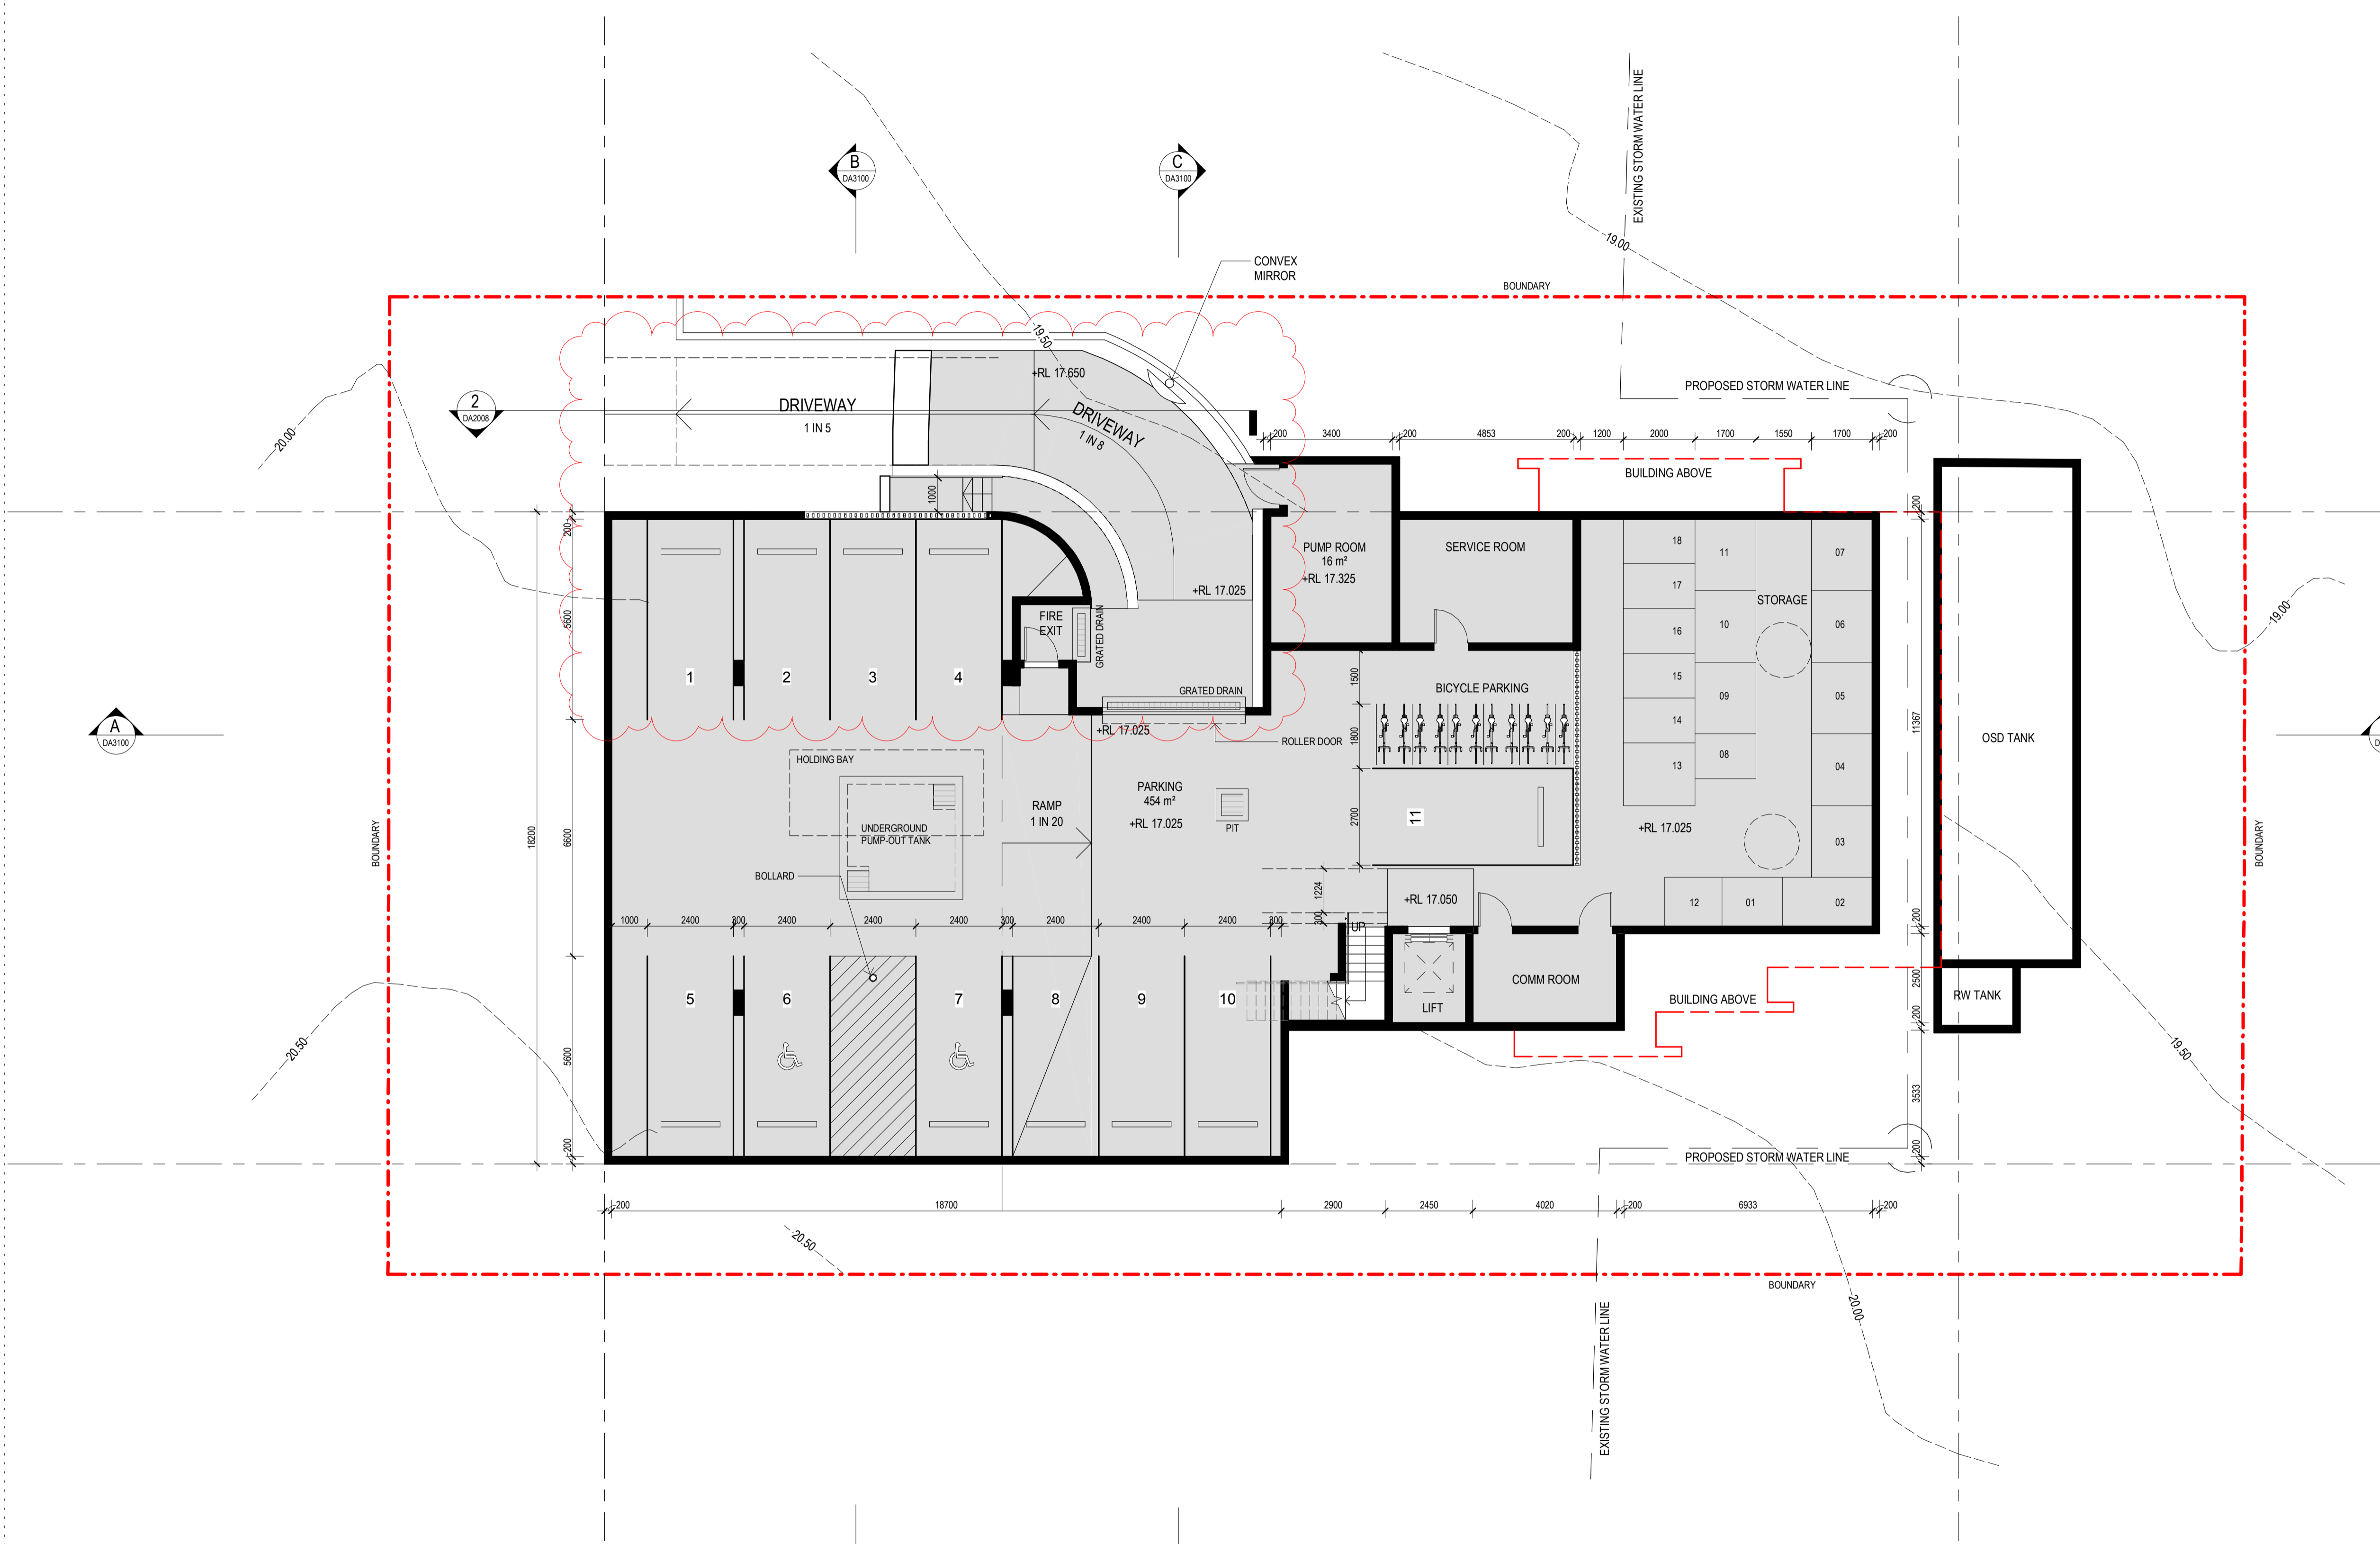 EXISTING STORM WATER LINE
B
DA3100
C
DA3100
19.00
CONVEX
MIRROR
BOUNDARY
19.50
+RL 17.650
PROPOSED STORM WATER LINE
2
DA2008
DRIVEWAY
1 IN 5
DRIVEWAY
1 IN 8
20.00
200
3400
200
4853
200
1200
2000
1700
1550
1700
200
BUILDING ABOVE
1000
200
200
PUMP ROOM
16 m²
+RL 17.325
SERVICE ROOM
18
11
07
17
STORAGE
+RL 17.025
5600
FIRE
EXIT
GRATED DRAIN
16
10
06
19.00
1
2
3
4
1500
BICYCLE PARKING
15
09
05
GRATED DRAIN
A
DA3100
+RL 17.025
ROLLER DOOR
1800
14
11367
OSD TANK
D
HOLDING BAY
13
08
04
PARKING
454 m²
+RL 17.025
RAMP
1 IN 20
PIT
2700
11
+RL 17.025
UNDERGROUND
PUMP-OUT TANK
BOUNDARY
18200
6600
03
BOUNDARY
BOLLARD
1224
+RL 17.050
12
01
02
300
UP
200
1000
2400
300
2400
2400
2400
300
2400
2400
2400
300
5
6
7
8
9
10
LIFT
COMM ROOM
2500
BUILDING ABOVE
RW TANK
200
20.50
5600
19.50
3533
200
200
PROPOSED STORM WATER LINE
200
18700
2900
2450
4020
200
6933
200
20.50
BOUNDARY
20.00
EXISTING STORM WATER LINE